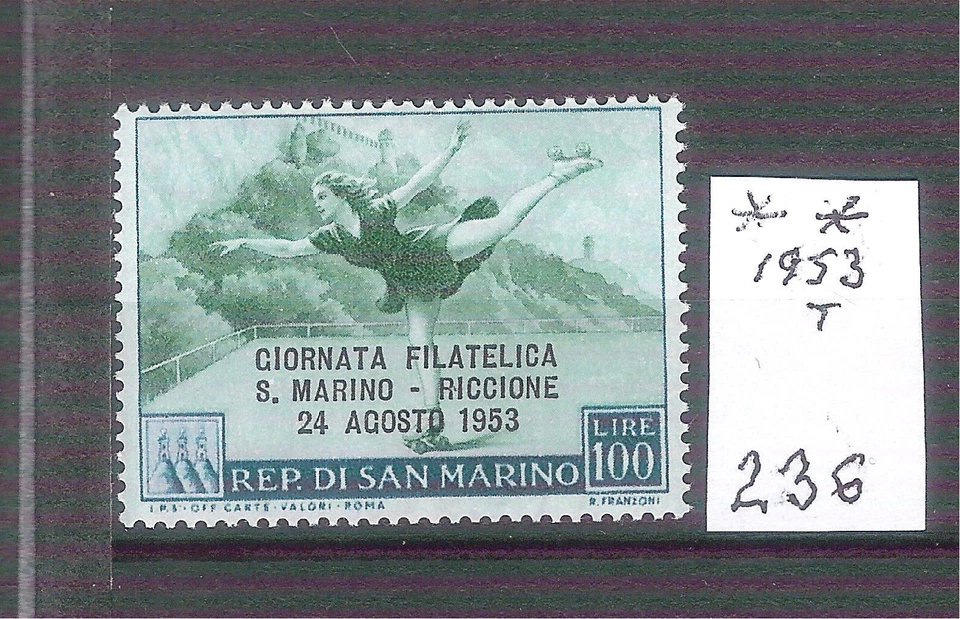 GIORNATA FILATELICA
S. MARINO - RICCIONE
24 AGOSTO 1953
LIRE
100
REP. DI SAN MARINO
I.P.S - OFF. CARTE - VALORI - ROMA
R. FRANZONI
* *
1953
T
236